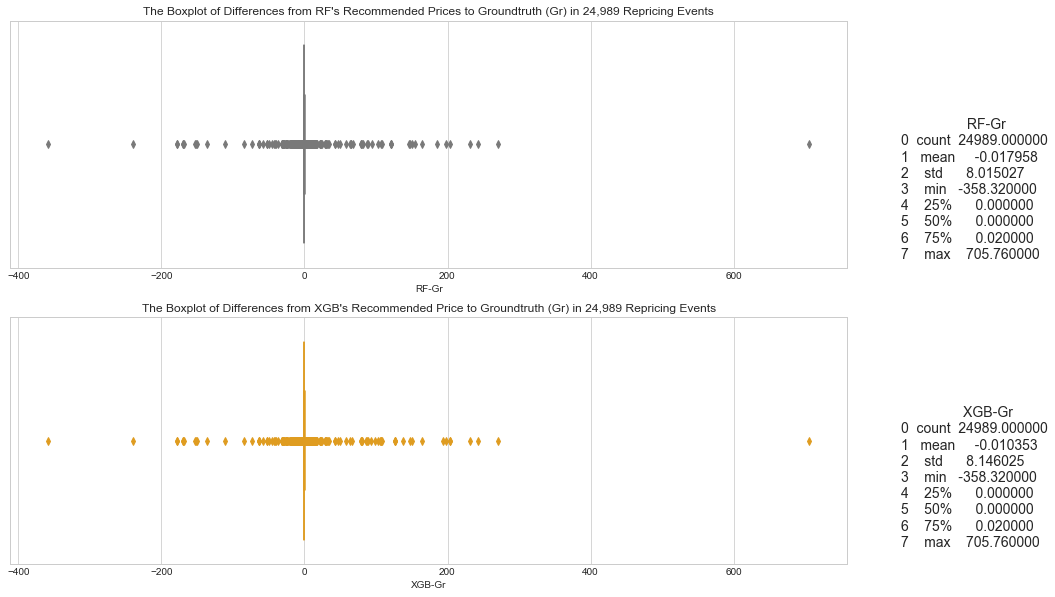 The Boxplot of Differences from RF's Recommended Prices to Groundtruth (Gr) in 24,989 Repricing Events
RF-Gr
0 count 24989.000000
1 mean -0.017958
2 std 8.015027
3 min -358.320000
4 25% 0.000000
5 50% 0.000000
6 75% 0.020000
7 max 705.760000
−400 −200 0 200 400 600
RF-Gr
The Boxplot of Differences from XGB's Recommended Price to Groundtruth (Gr) in 24,989 Repricing Events
XGB-Gr
0 count 24989.000000
1 mean -0.010353
2 std 8.146025
3 min -358.320000
4 25% 0.000000
5 50% 0.000000
6 75% 0.020000
7 max 705.760000
−400 −200 0 200 400 600
XGB-Gr